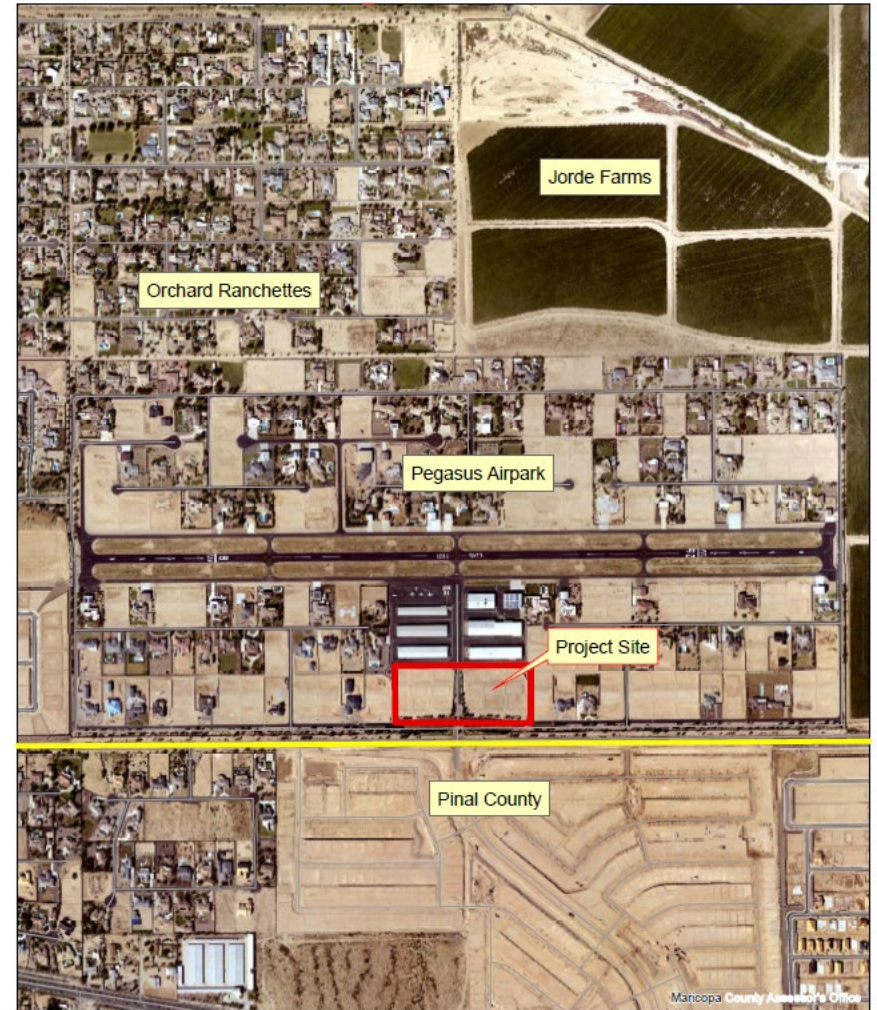 Jorde Farms
Orchard Ranchettes
Pegasus Airpark
Project Site
Pinal County
Maricopa County Assessor's Office